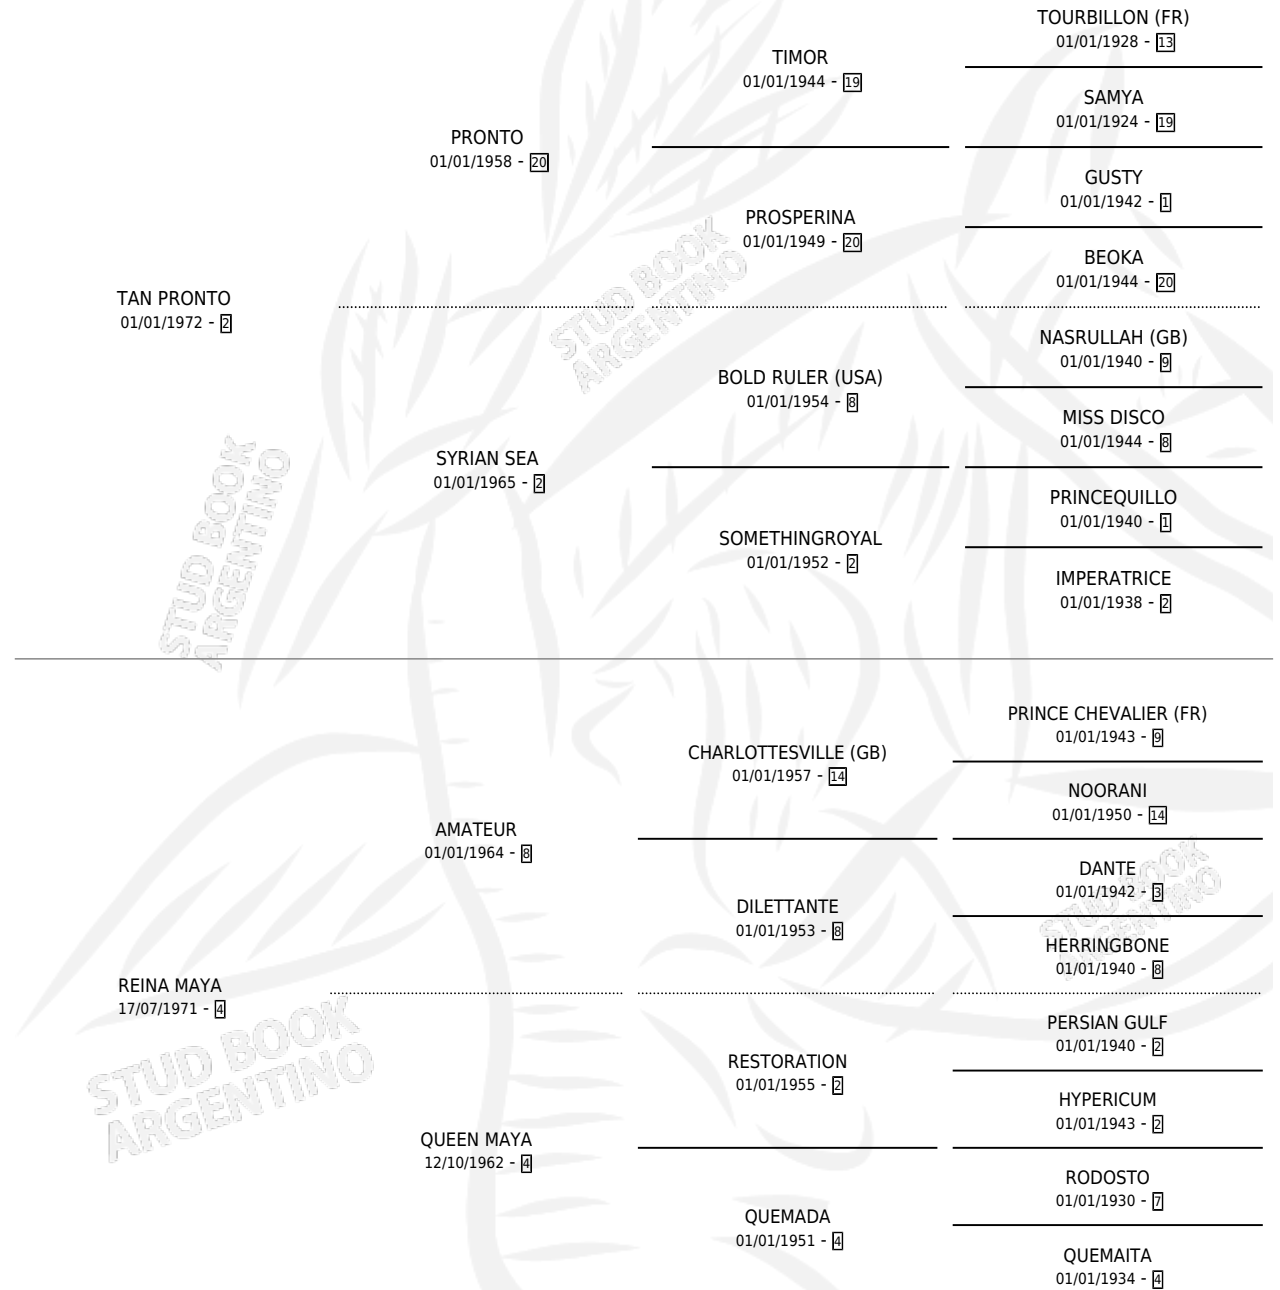 TOURBILLON (FR)
01/01/1928 - 13
TIMOR
01/01/1944 - 19
SAMYA
01/01/1924 - 19
PRONTO
01/01/1958 - 20
GUSTY
01/01/1942 - 1
PROSPERINA
01/01/1949 - 20
BEOKA
01/01/1944 - 20
TAN PRONTO
01/01/1972 - 2
STUD BOOK
ARGENTINO
NASRULLAH (GB)
01/01/1940 - 9
BOLD RULER (USA)
01/01/1954 - 8
MISS DISCO
01/01/1944 - 8
SYRIAN SEA
01/01/1965 - 2
PRINCEQUILLO
01/01/1940 - 1
SOMETHINGROYAL
01/01/1952 - 2
IMPERATRICE
01/01/1938 - 2
STUD BOOK
ARGENTINO
PRINCE CHEVALIER (FR)
01/01/1943 - 9
CHARLOTTESVILLE (GB)
01/01/1957 - 14
NOORANI
01/01/1950 - 14
AMATEUR
01/01/1964 - 8
DANTE
01/01/1942 - 3
DILETTANTE
01/01/1953 - 8
HERRINGBONE
01/01/1940 - 8
STUD BOOK
ARGENTINO
REINA MAYA
17/07/1971 - 4
PERSIAN GULF
01/01/1940 - 2
RESTORATION
01/01/1955 - 2
HYPERICUM
01/01/1943 - 2
STUD BOOK
ARGENTINO
QUEEN MAYA
12/10/1962 - 4
RODOSTO
01/01/1930 - 7
QUEMADA
01/01/1951 - 4
QUEMAITA
01/01/1934 - 4